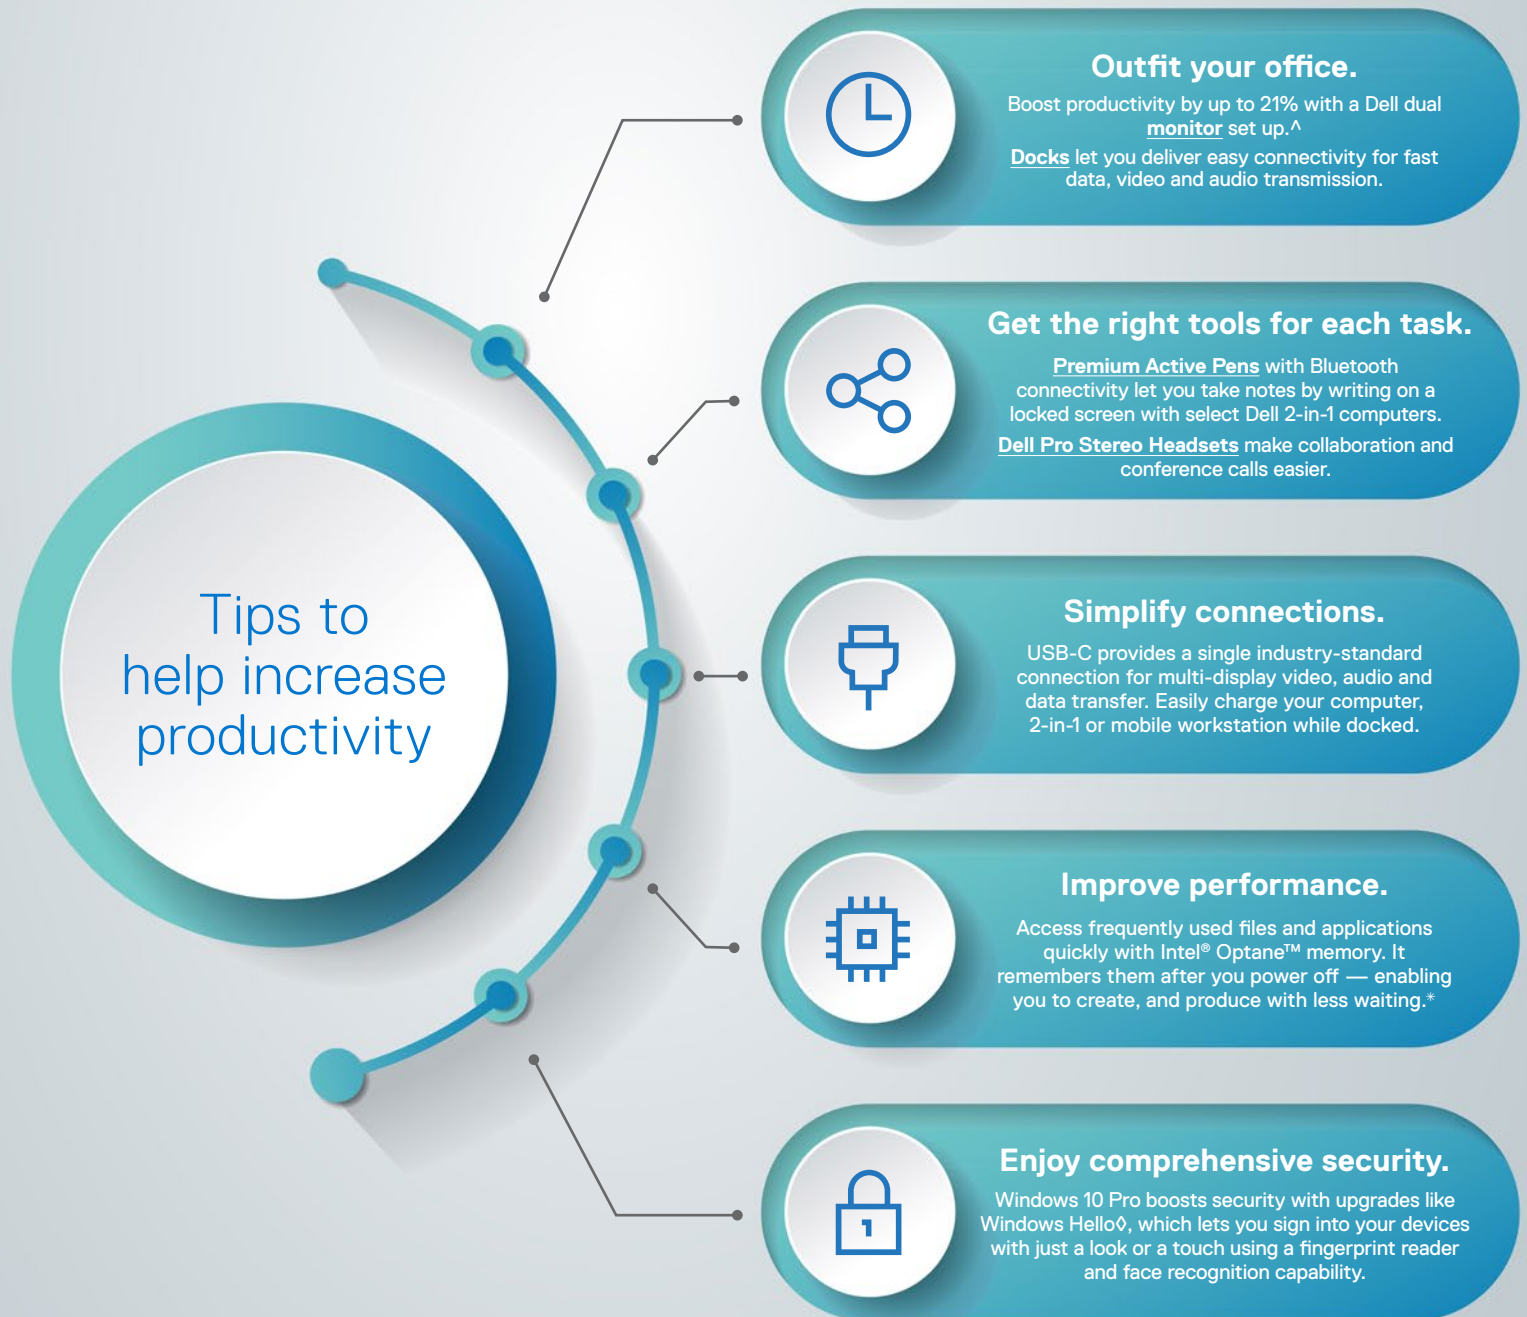 Tips to
help increase
productivity
Outfit your office.
Boost productivity by up to 21% with a Dell dual
monitor set up.^
Docks let you deliver easy connectivity for fast
data, video and audio transmission.
Get the right tools for each task.
Premium Active Pens with Bluetooth
connectivity let you take notes by writing on a
locked screen with select Dell 2-in-1 computers.
Dell Pro Stereo Headsets make collaboration and
conference calls easier.
Simplify connections.
USB-C provides a single industry-standard
connection for multi-display video, audio and
data transfer. Easily charge your computer,
2-in-1 or mobile workstation while docked.
Improve performance.
Access frequently used files and applications
quickly with Intel® Optane™ memory. It
remembers them after you power off — enabling
you to create, and produce with less waiting.*
Enjoy comprehensive security.
Windows 10 Pro boosts security with upgrades like
Windows Hello◊, which lets you sign into your devices
with just a look or a touch using a fingerprint reader
and face recognition capability.